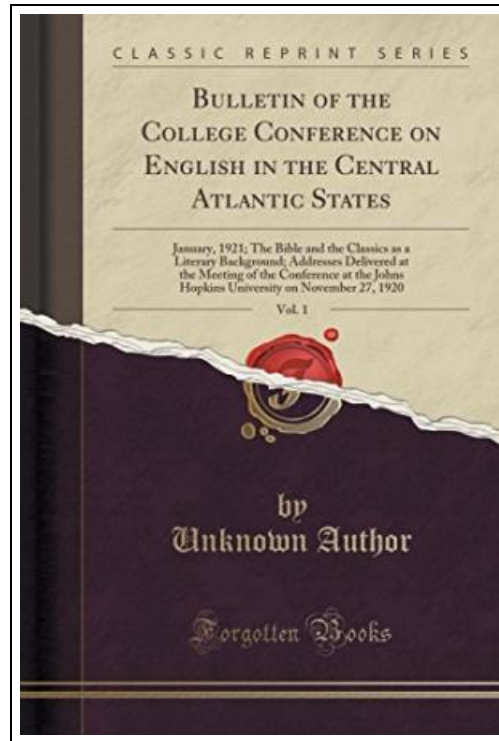 CLASSIC REPRINT SERIES
BULLETIN OF THE
COLLEGE CONFERENCE ON
ENGLISH IN THE CENTRAL
ATLANTIC STATES
January, 1921; The Bible and the Classics as a
Literary Background; Addresses Delivered at
the Meeting of the Conference at the Johns
Hopkins University on November 27, 1920
Vol. 1
by
Unknown Author
Forgotten Books